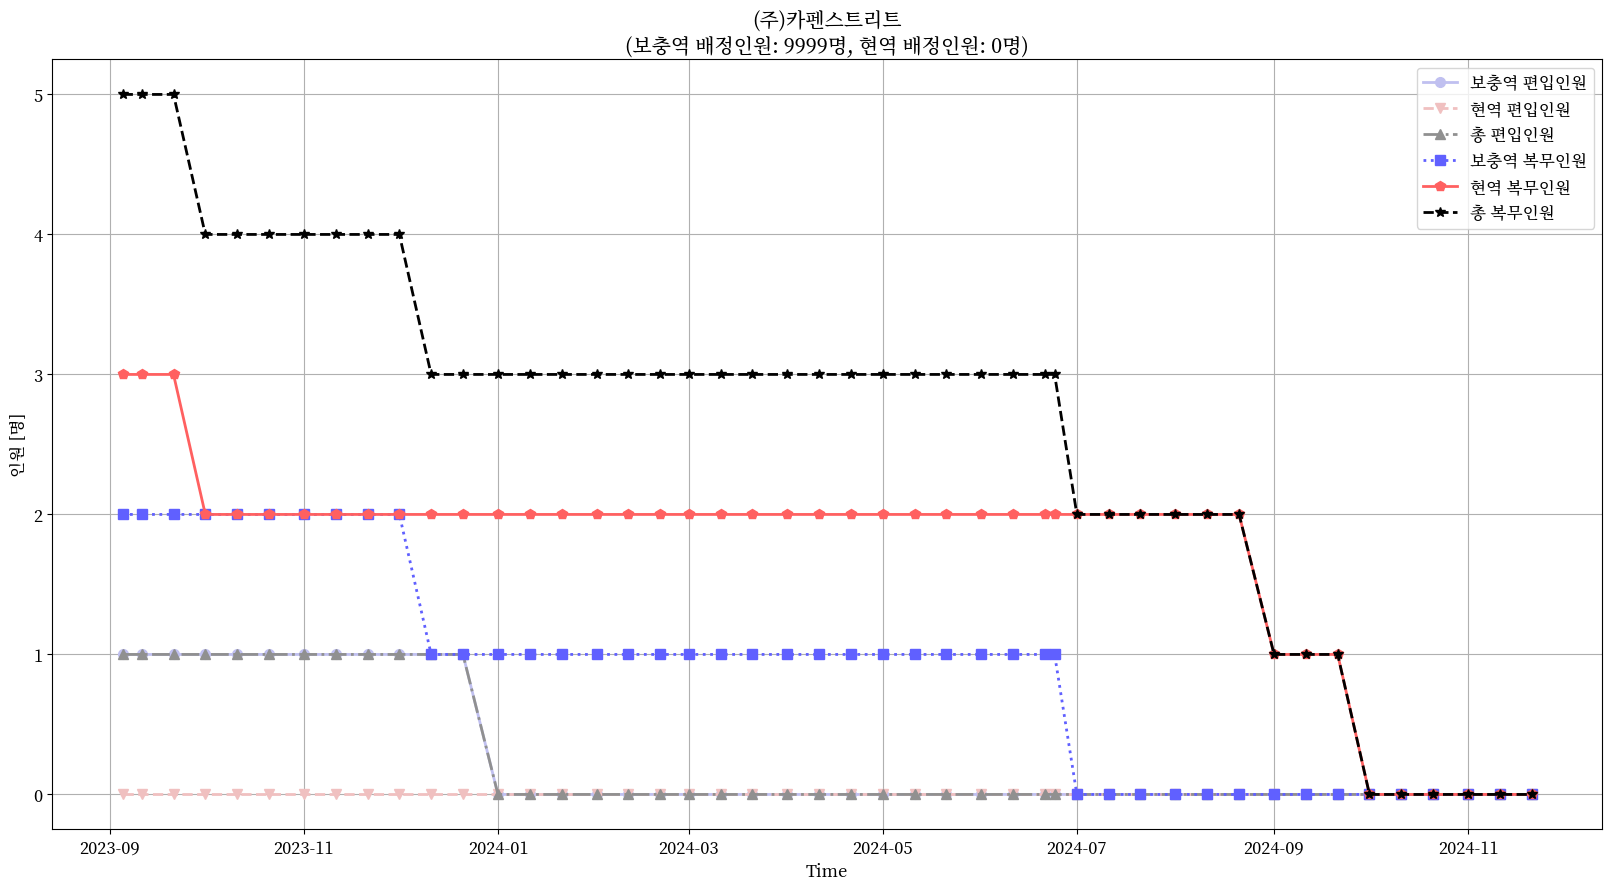 (주)카펜스트리트
(보충역 배정인원: 9999명, 현역 배정인원: 0명)
보충역 편입인원
현역 편입인원
총 편입인원
보충역 복무인원
현역 복무인원
총 복무인원
인원 [명]
5
4
3
2
1
0
2023-09 2023-11 2024-01 2024-03 2024-05 2024-07 2024-09 2024-11
Time